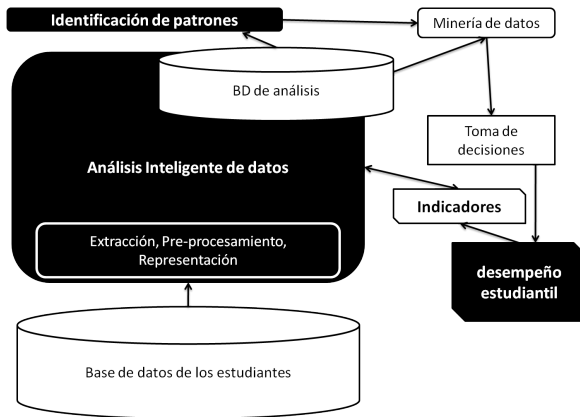 Identificación de patrones
Minería de datos
BD de análisis
Toma de
decisiones
Análisis Inteligente de datos
Indicadores
Extracción, Pre-procesamiento,
Representación
desempeño
estudiantil
Base de datos de los estudiantes